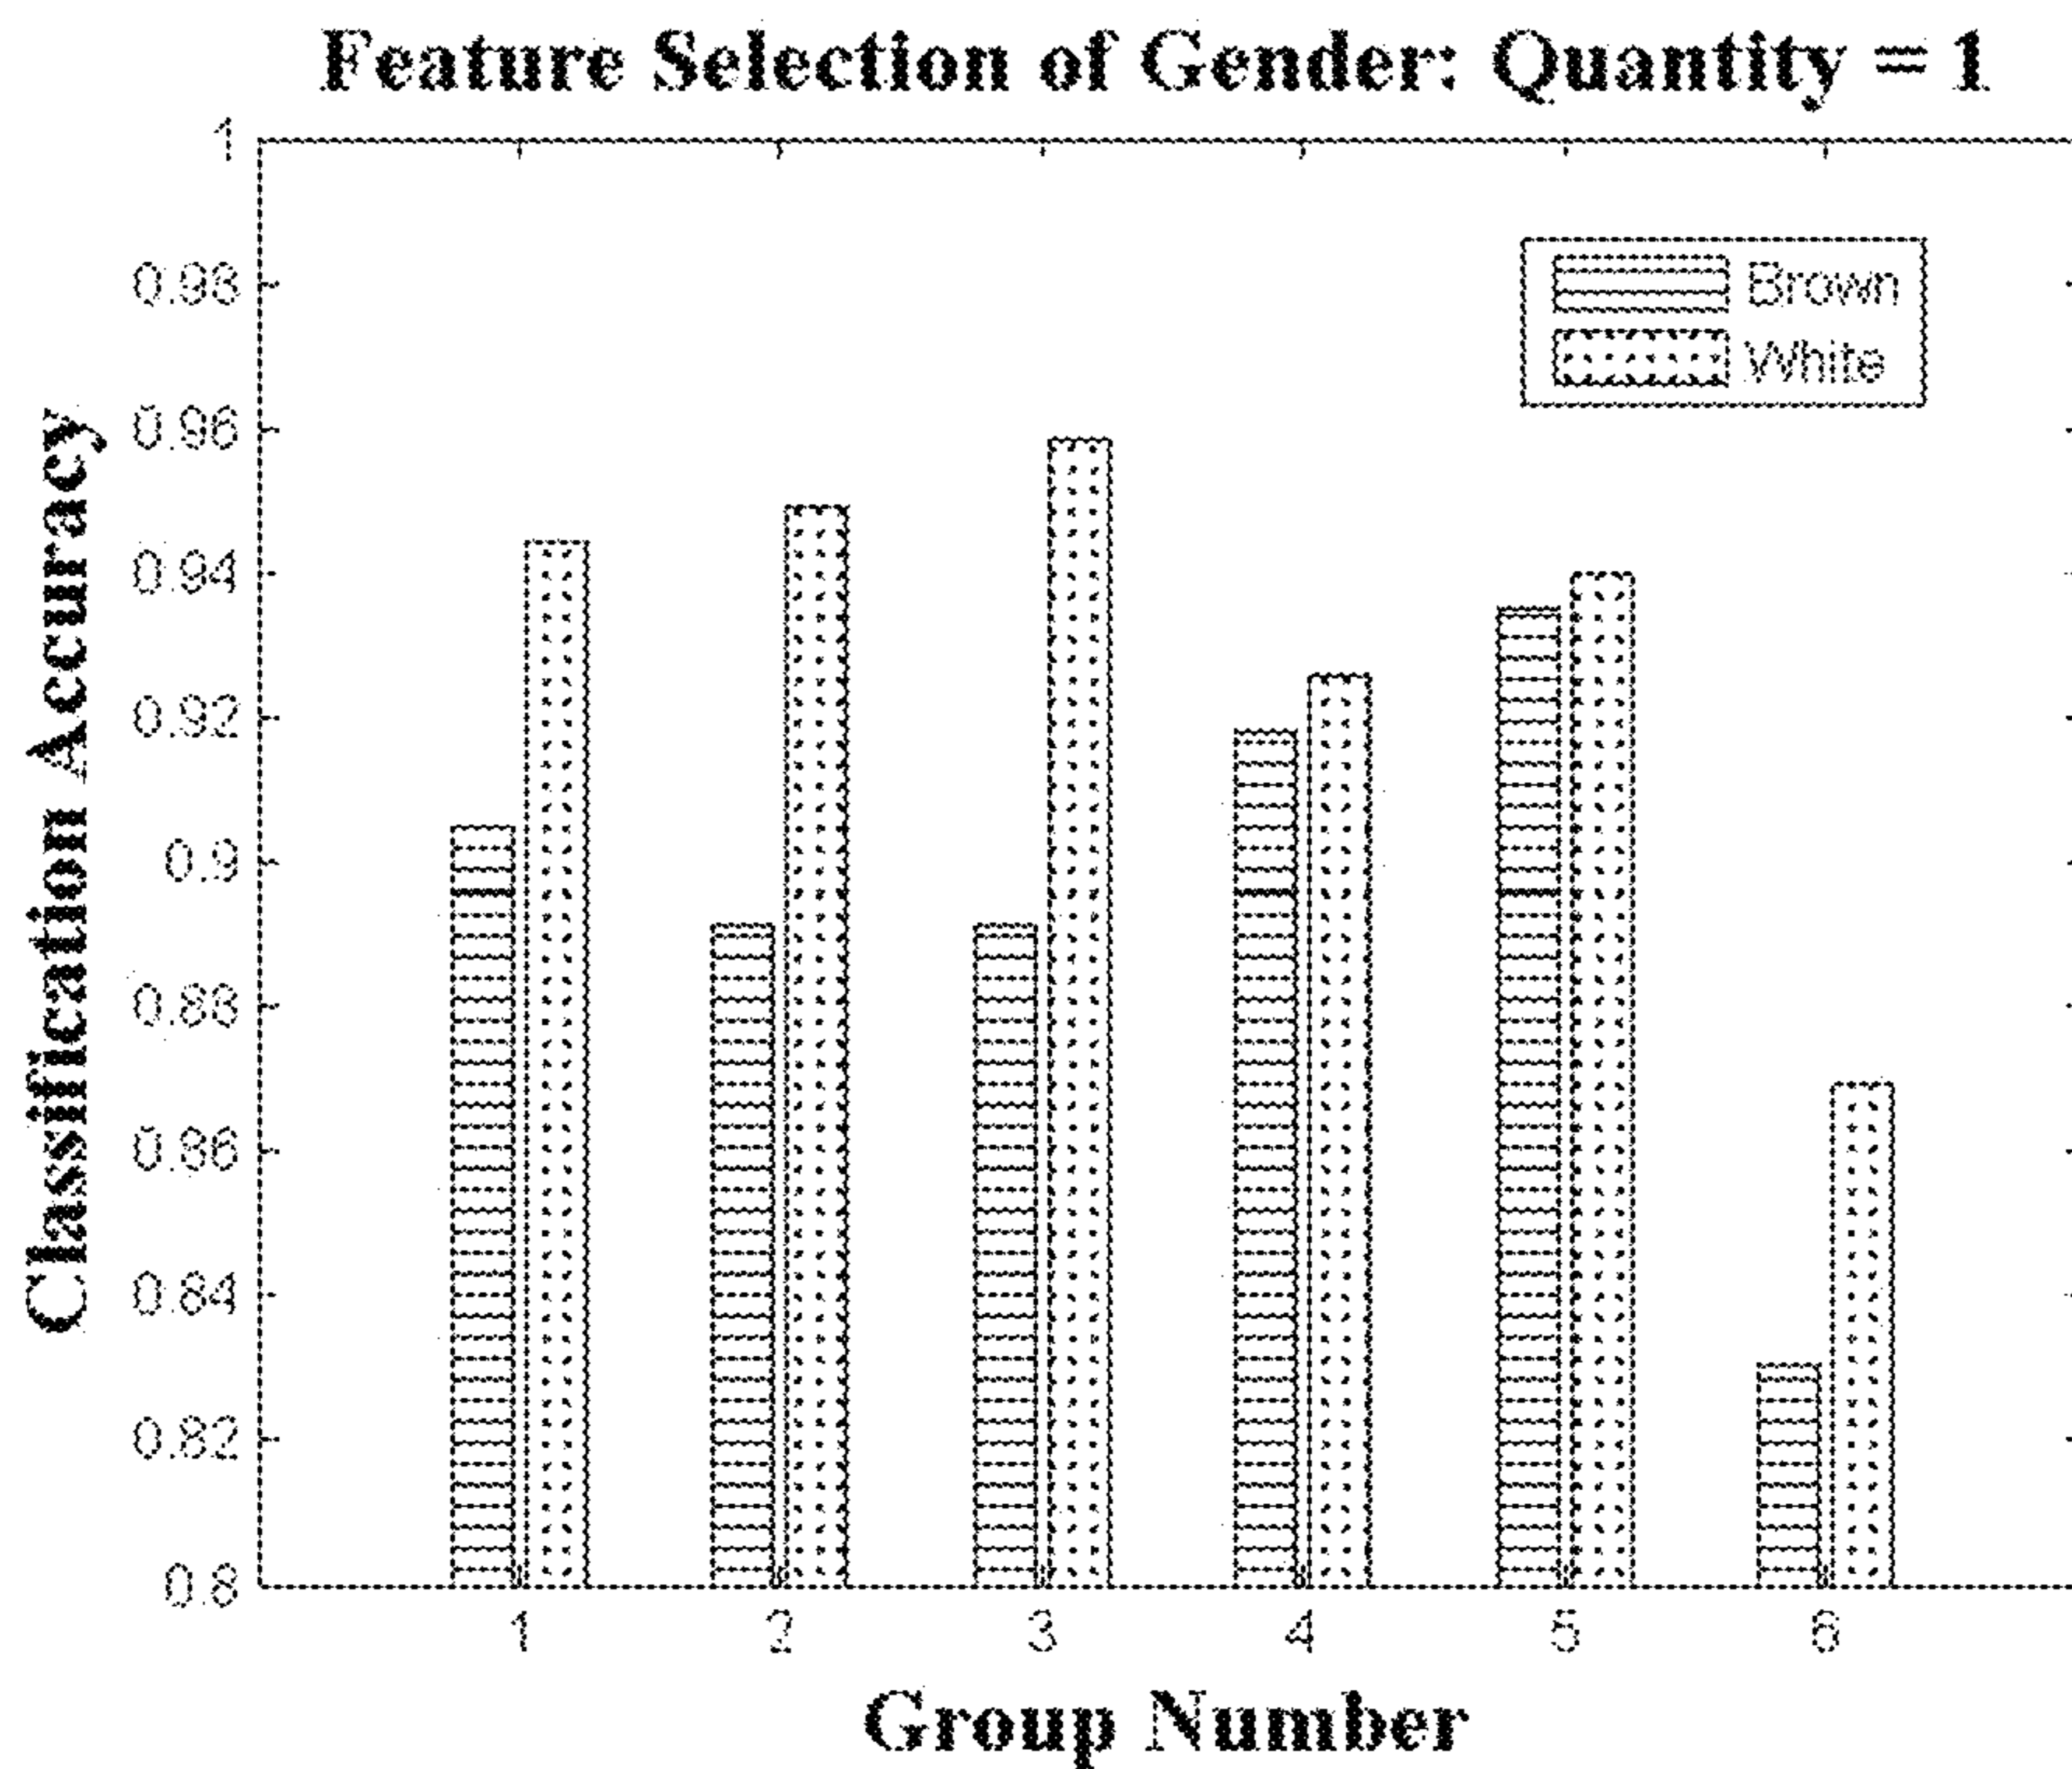 Feature Selection of Gender: Quantity = 1
1
0.98
0.96
0.94
0.92
0.9
0.88
0.86
0.84
0.82
0.8
Classification Accuracy
Brown
White
1 2 3 4 5 6
Group Number